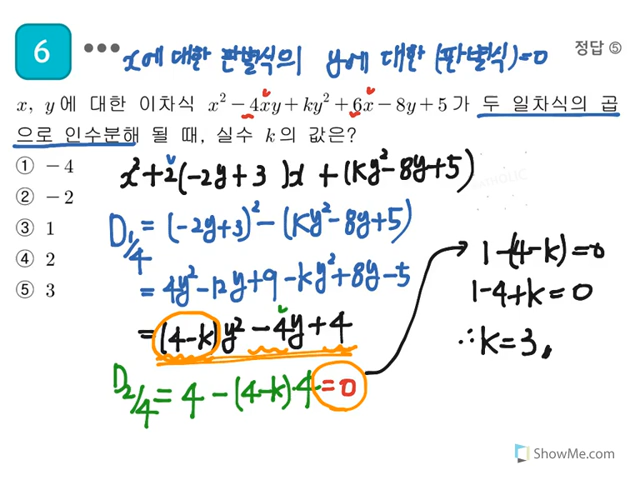 6 ••• x에 대한 판별식의 y에 대한 (판별식)=0 정답 ⑤
x, y에 대한 이차식 x² − 4xy + ky² + 6x − 8y + 5가 두 일차식의 곱
으로 인수분해 될 때, 실수 k의 값은?
① −4
② −2
③ 1
④ 2
⑤ 3
x²+2(-2y+3 )x + (ky²-8y+5)
D₁/4 = (-2y+3)² - (ky²-8y+5)
= 4y²-12y+9-ky²+8y-5
= (4-k)y² - 4y + 4
D₂/4 = 4 - (4-k)·4 = 0
1-(4-k)=0
1-4+k=0
∴k=3,
ShowMe.com